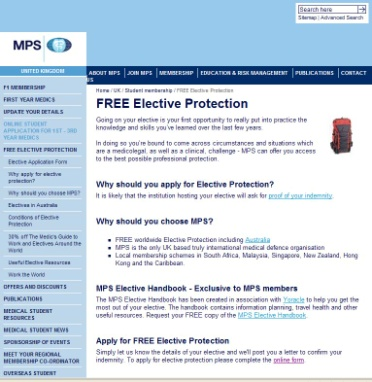 Search here
Sitemap | Advanced Search
MPS
UNITED KINGDOM
ABOUT MPS | JOIN MPS | MEMBERSHIP | EDUCATION & RISK MANAGEMENT | PUBLICATIONS | CONTACT
Home / UK / Student membership / FREE Elective Protection
F1 MEMBERSHIP
FIRST YEAR MEDICS
UPDATE YOUR DETAILS
ONLINE STUDENT
APPLICATION FOR 1ST - 3RD
YEAR MEDICS
FREE ELECTIVE PROTECTION
Elective Application Form
Why apply for elective
protection?
Why should you choose MPS?
Electives in Australia
Conditions of Elective
Protection
30% off The Medic's Guide to
Work and Electives Around the
World
Useful Elective Resources
Work the World
OFFERS AND DISCOUNTS
PUBLICATIONS
MEDICAL STUDENT
RESOURCES
MEDICAL STUDENT NEWS
SPONSORSHIP OF EVENTS
MEET YOUR REGIONAL
MEMBERSHIP CO-ORDINATOR
OVERSEAS STUDENT
FREE Elective Protection
Going on your elective is your first opportunity to really put into practice the
knowledge and skills you've learned over the last few years.
In doing so you're bound to come across circumstances and situations which
are a medicolegal, as well as a clinical, challenge - MPS can offer you access
to the best possible professional protection.
Why should you apply for Elective Protection?
It is likely that the institution hosting your elective will ask for proof of your indemnity.
Why should you choose MPS?
FREE worldwide Elective Protection including Australia
MPS is the only UK based truly international medical defence organisation
Local membership schemes in South Africa, Malaysia, Singapore, New Zealand, Hong
Kong and the Caribbean.
MPS Elective Handbook - Exclusive to MPS members
The MPS Elective Handbook has been created in association with to help you get the
most out of your elective. The handbook contains information planning, travel health and other
useful resources. Request your FREE copy of the MPS Elective Handbook.
Apply for FREE Elective Protection
Simply let us know the details of your elective and we'll post you a letter to confirm your
indemnity. To apply for elective protection please complete the online form.